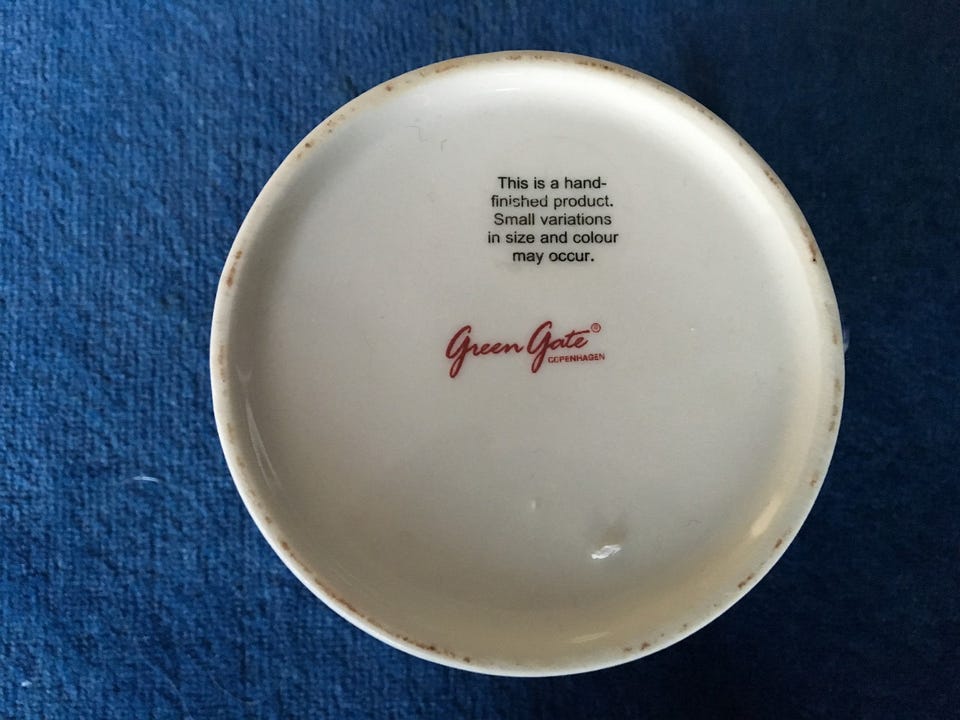 This is a hand-
finished product.
Small variations
in size and colour
may occur.
Green Gate®
COPENHAGEN